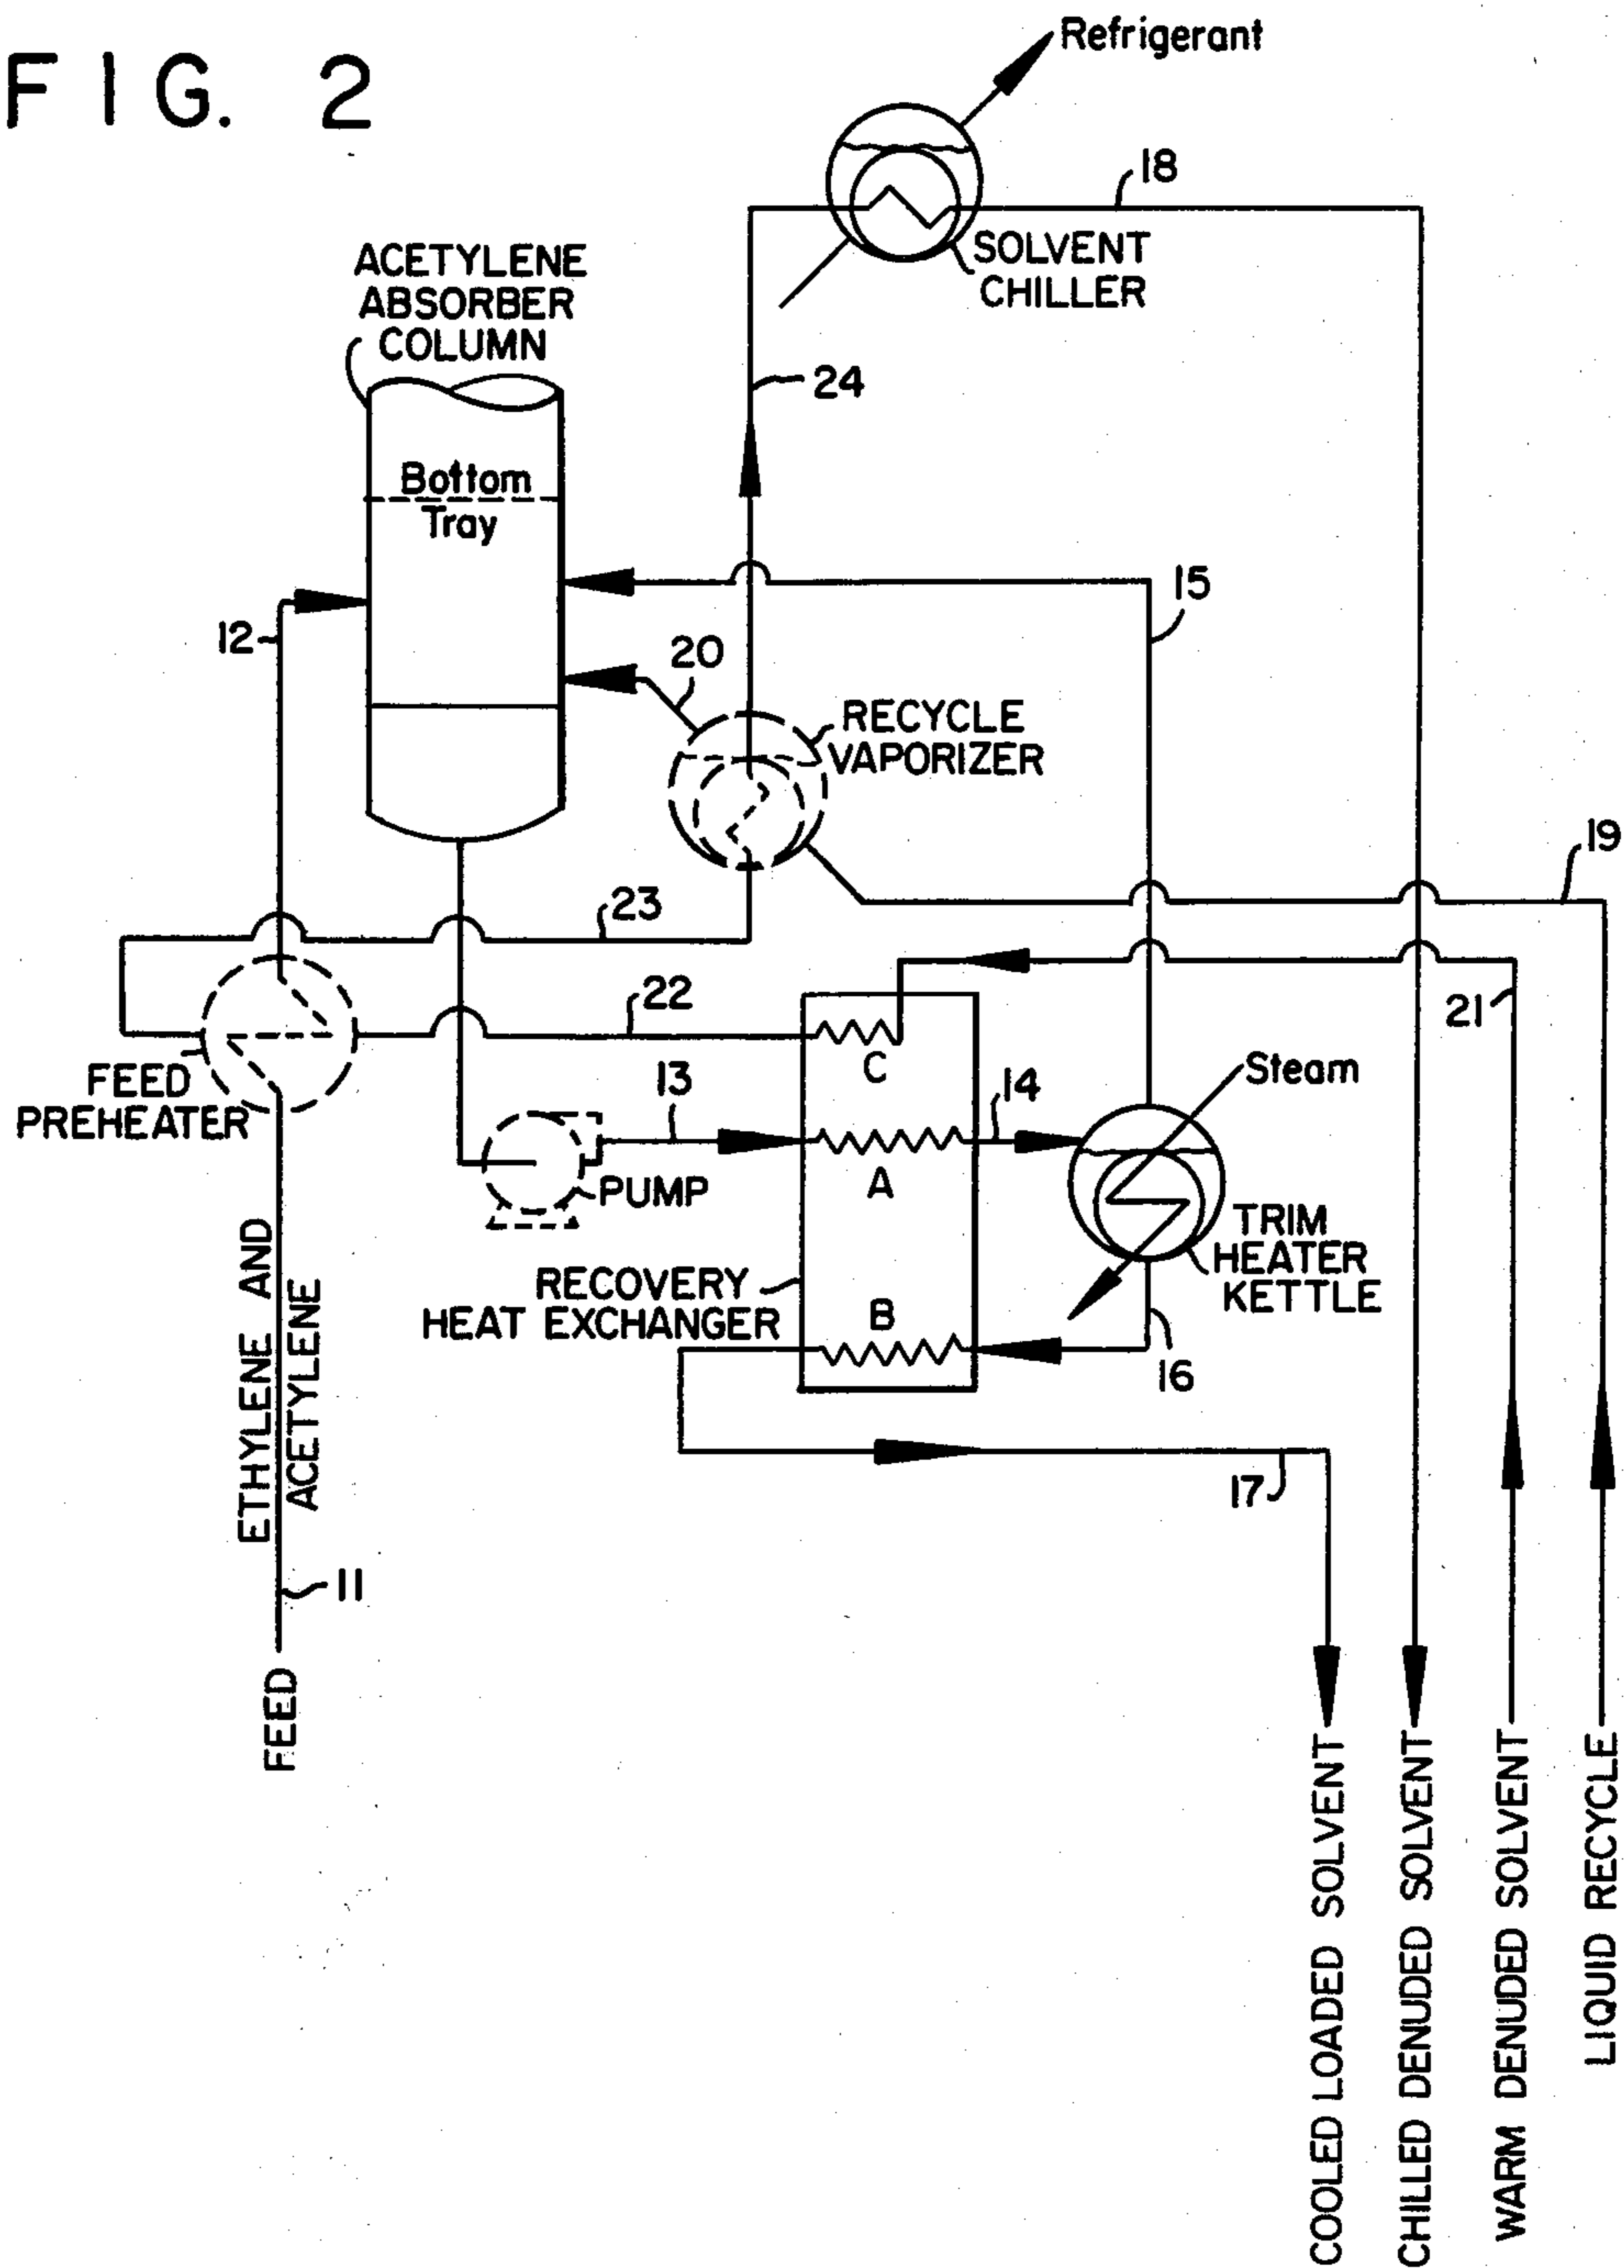 FIG. 2
Refrigerant
18
SOLVENT
CHILLER
ACETYLENE
ABSORBER
COLUMN
24
Bottom
Tray
15
12
20
RECYCLE
VAPORIZER
19
23
22
21
FEED
PREHEATER
C
13
14
Steam
A
PUMP
TRIM
HEATER
KETTLE
RECOVERY
HEAT EXCHANGER
B
16
17
ETHYLENE AND
ACETYLENE
11
FEED
COOLED LOADED SOLVENT
CHILLED DENUDED SOLVENT
WARM DENUDED SOLVENT
LIQUID RECYCLE